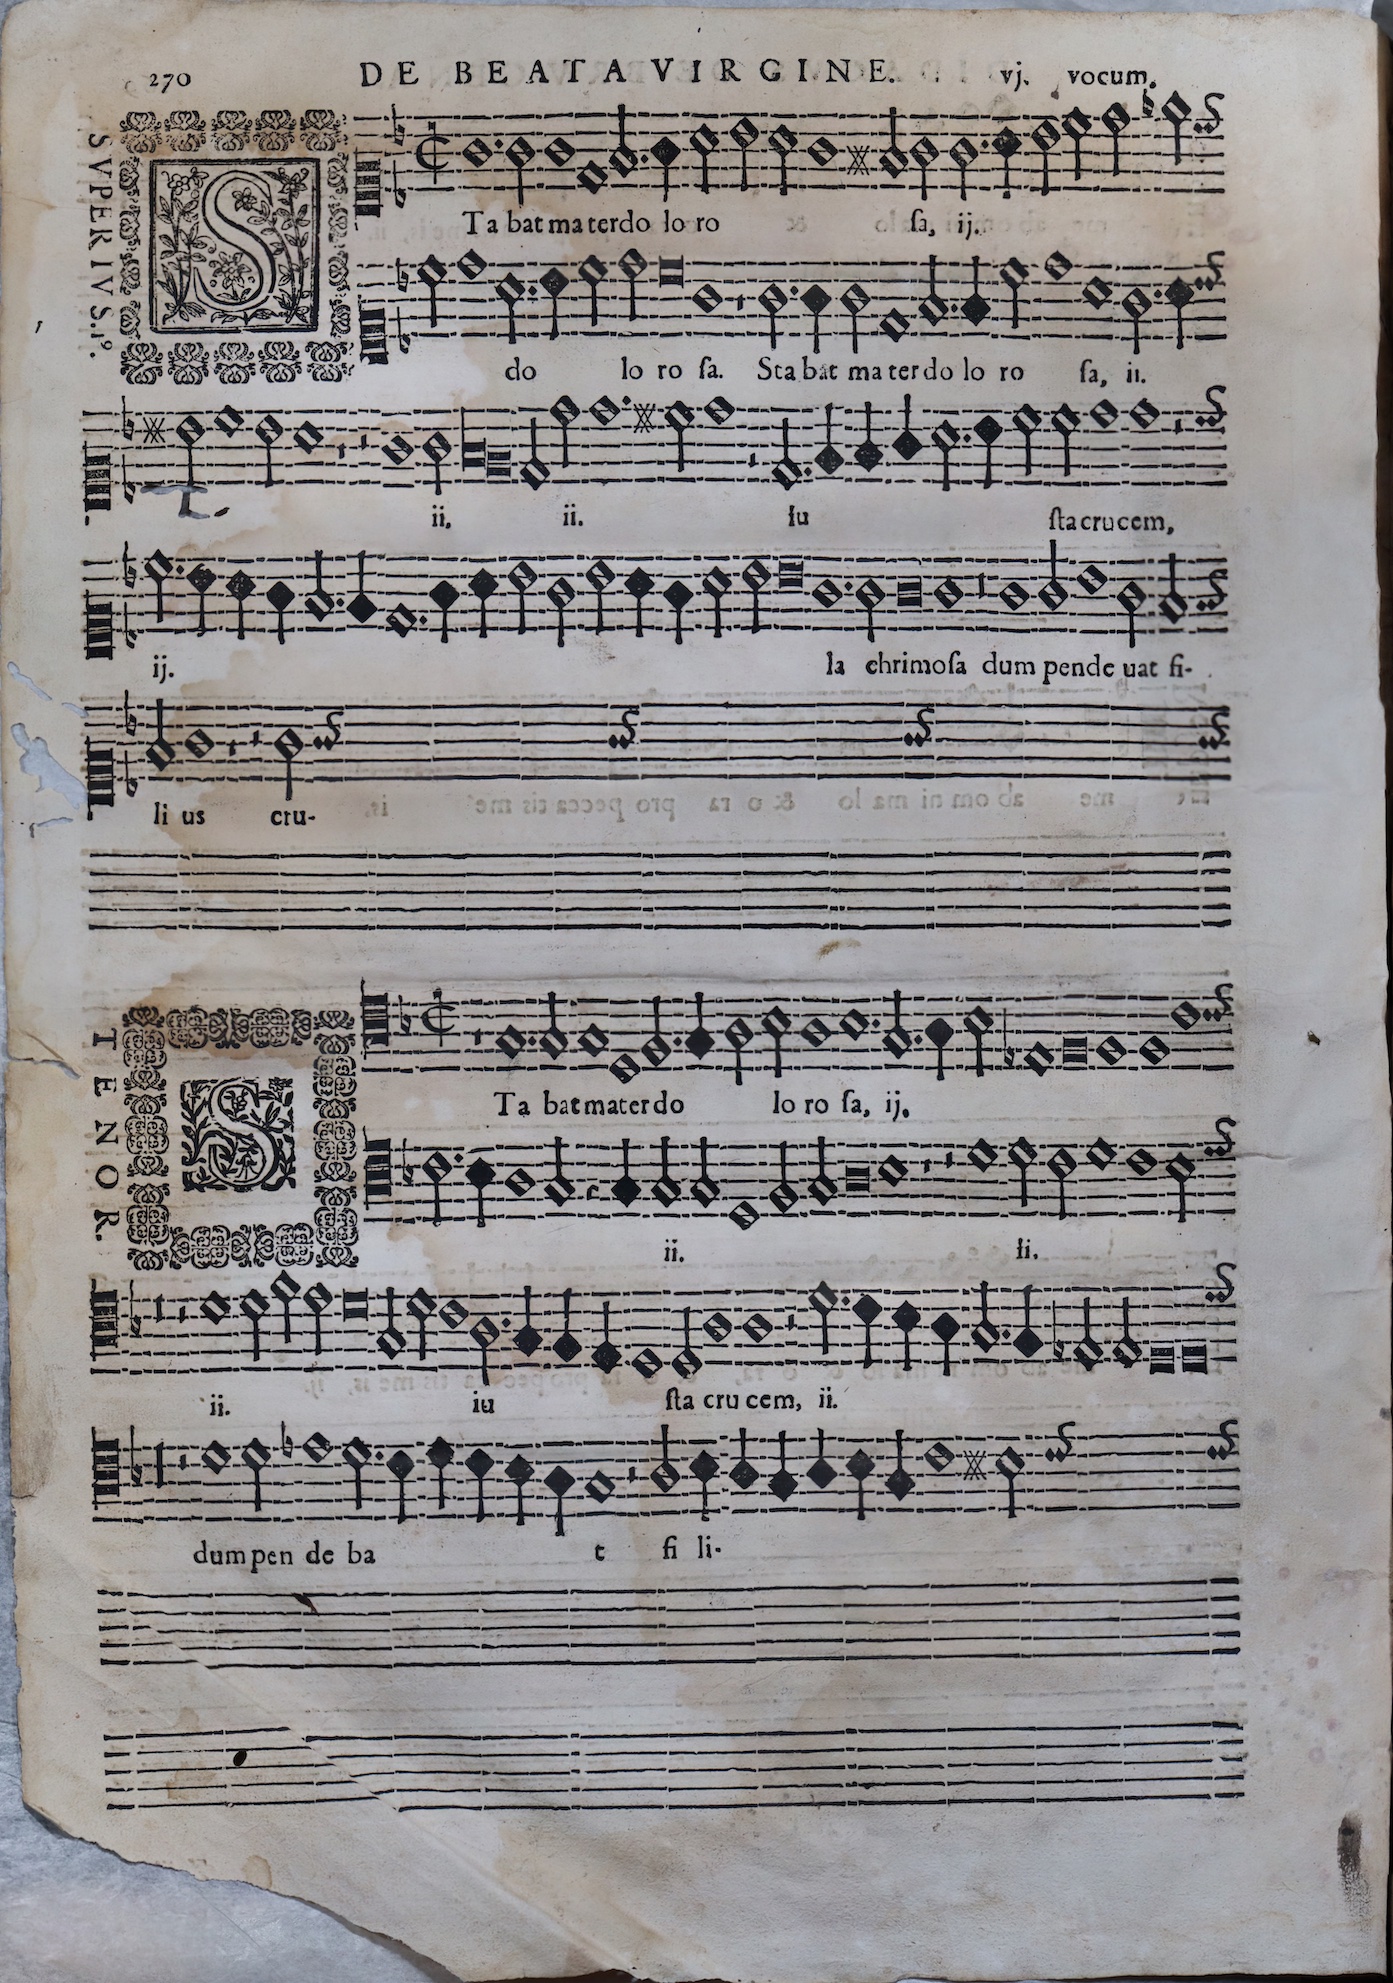 270 DE BEATA VIRGINE. vj. vocum.
SVPERIVS.I⁹.
S
Ta bat ma ter do lo ro sa, ij.
do lo ro sa. Sta bat ma ter do lo ro sa, ii.
ii, ii. iu sta crucem,
ij. la chrimosa dum pende uat fi-
li us cru-
TENOR.
S
Ta bat mater do lo ro sa, ij.
ii. ii.
ii. iu sta cru cem, ii.
dum pen de ba t fi li-